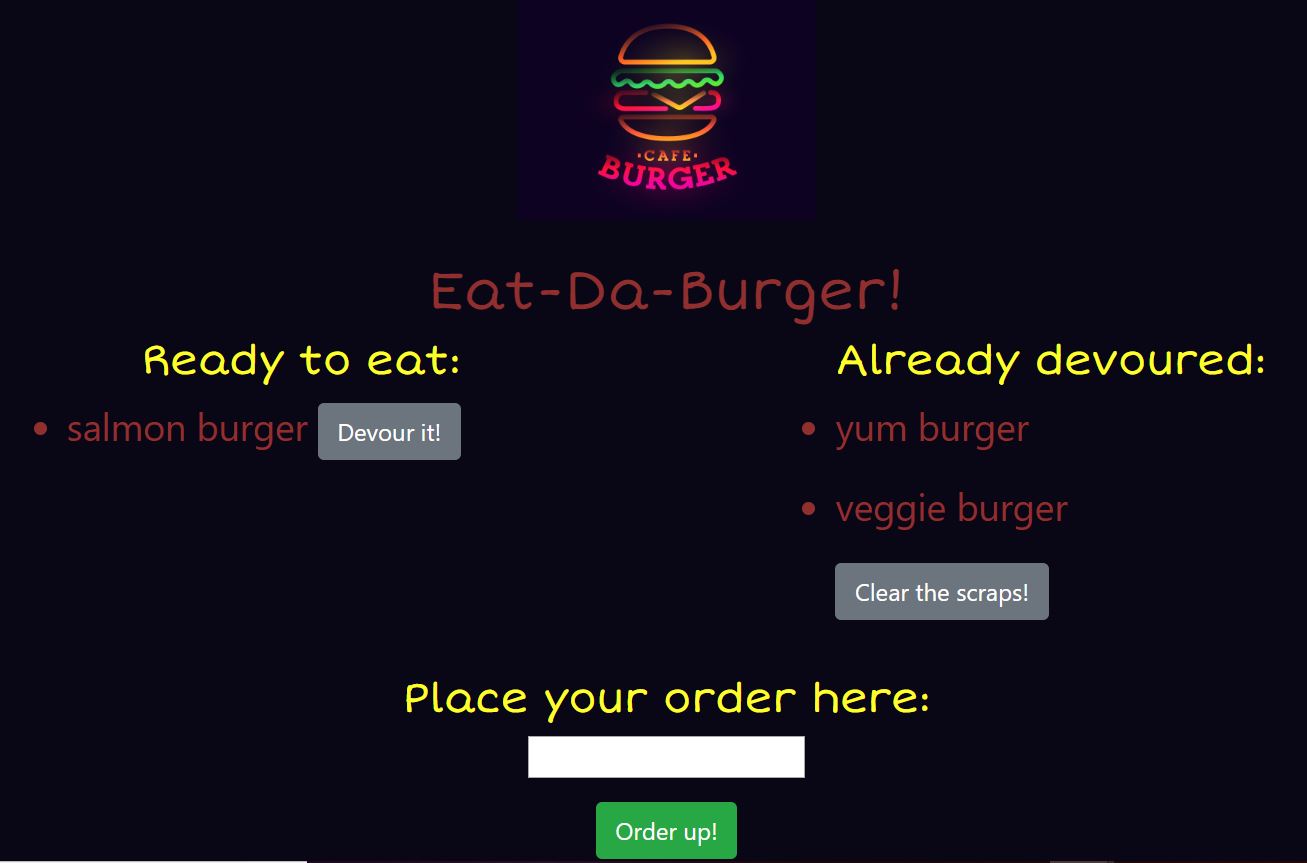 ·CAFE·
BURGER
Eat-Da-Burger!
Ready to eat:
• salmon burger Devour it!
Already devoured:
• yum burger
• veggie burger
Clear the scraps!
Place your order here:
Order up!